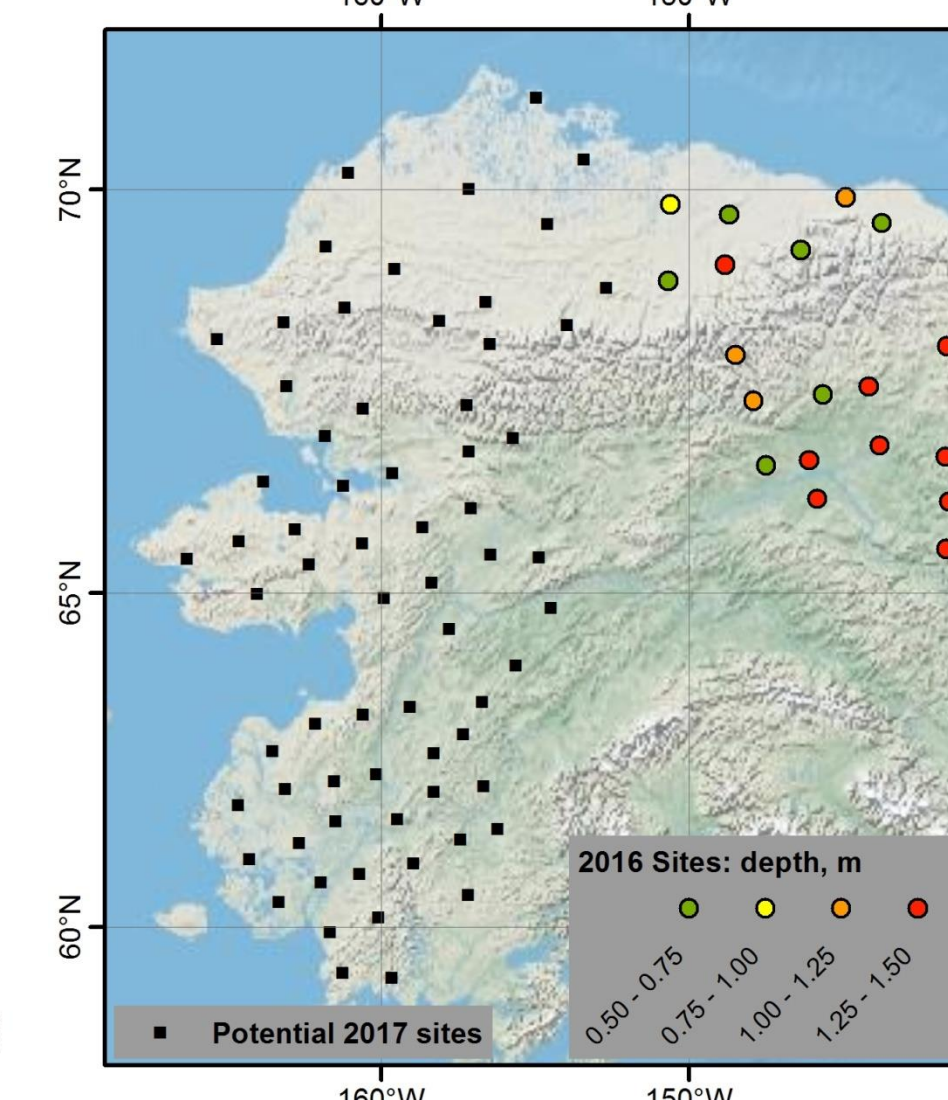 70°N
65°N
60°N
2016 Sites: depth, m
0.50 - 0.75
0.75 - 1.00
1.00 - 1.25
1.25 - 1.50
Potential 2017 sites
160°W
150°W